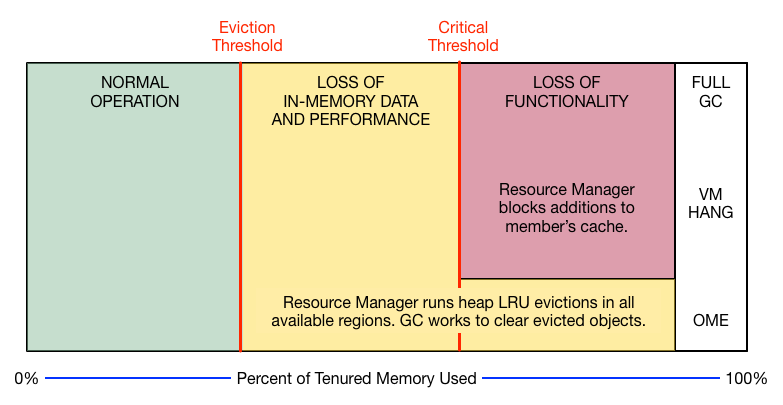 Eviction
Threshold
Critical
Threshold
NORMAL
OPERATION
LOSS OF
IN-MEMORY DATA
AND PERFORMANCE
LOSS OF
FUNCTIONALITY
FULL
GC
Resource Manager
blocks additions to
member’s cache.
VM
HANG
Resource Manager runs heap LRU evictions in all
available regions. GC works to clear evicted objects.
OME
0%
Percent of Tenured Memory Used
100%